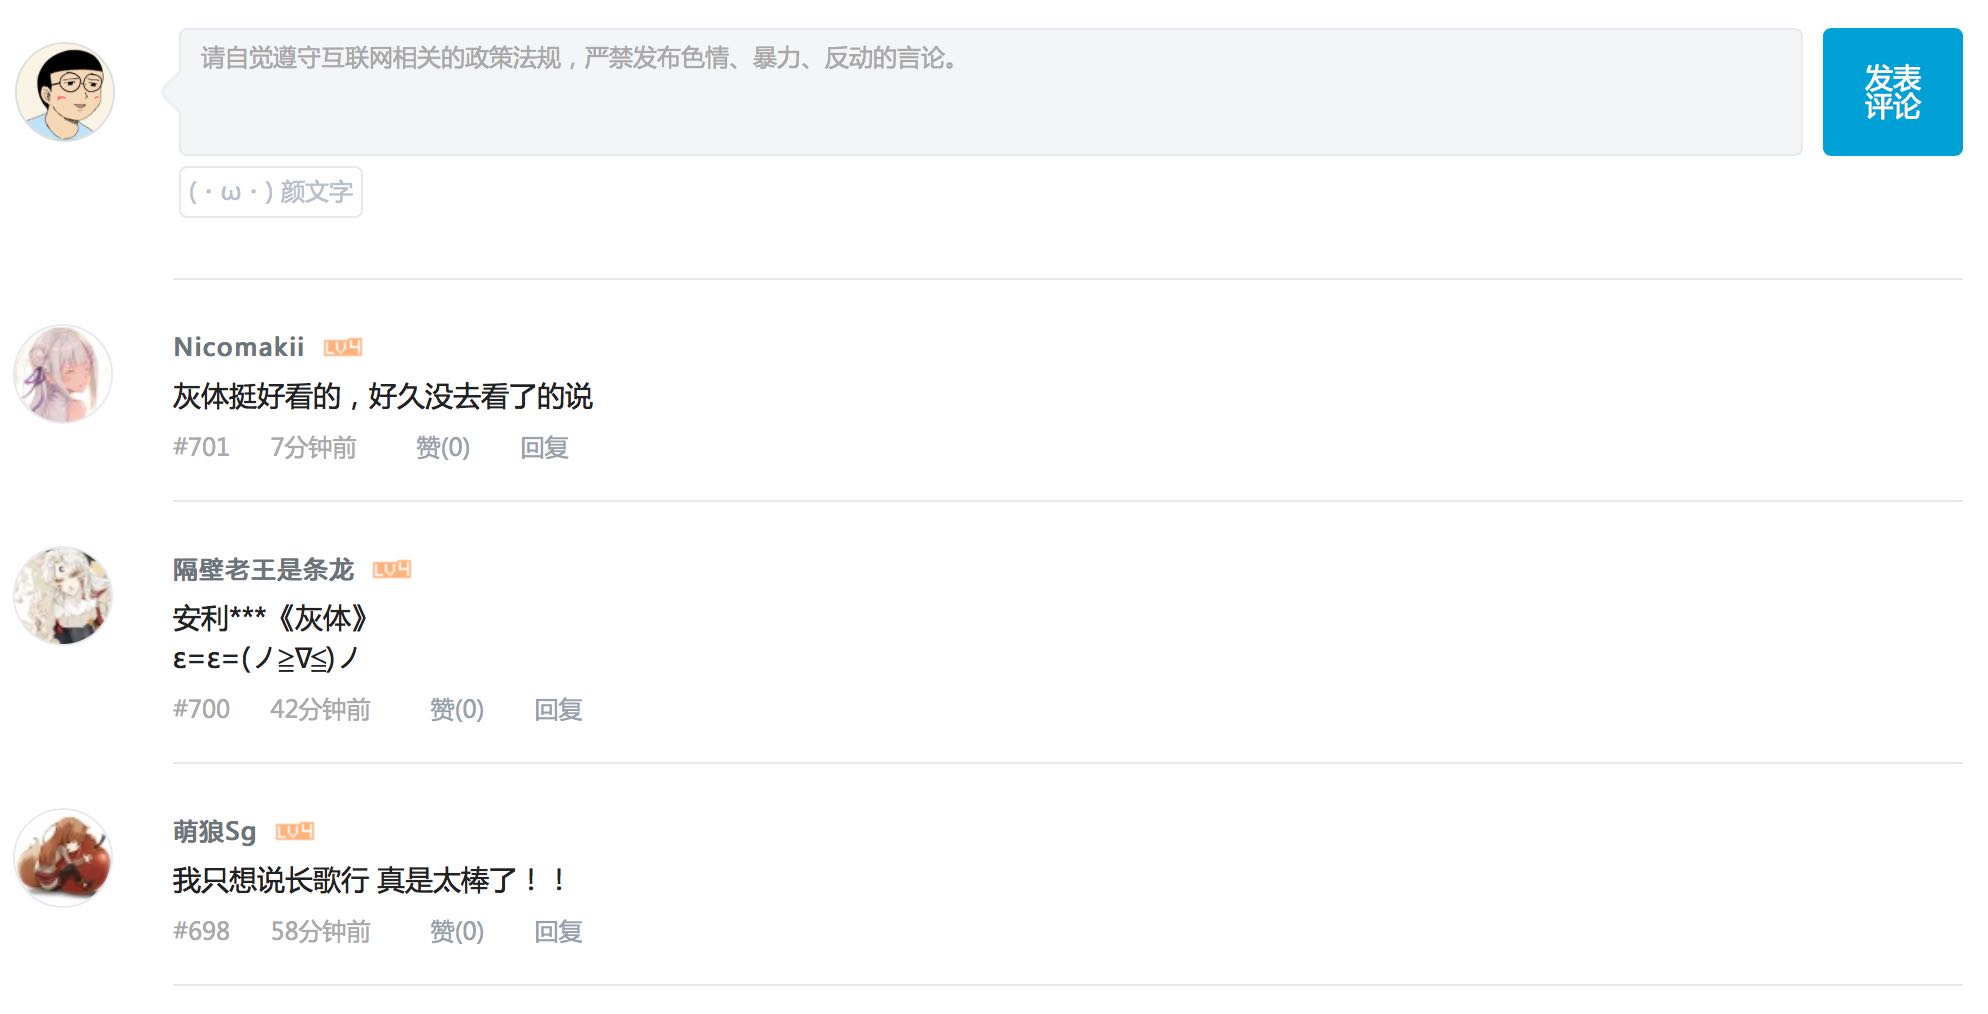 请自觉遵守互联网相关的政策法规，严禁发布色情、暴力、反动的言论。
发表
评论
(・ω・) 颜文字
Nicomakii LV4
灰体挺好看的，好久没去看了的说
#701 7分钟前 赞(0) 回复
隔壁老王是条龙 LV4
安利***《灰体》
ε=ε=(ノ≧∇≦)ノ
#700 42分钟前 赞(0) 回复
萌狼Sg LV4
我只想说长歌行 真是太棒了！！
#698 58分钟前 赞(0) 回复